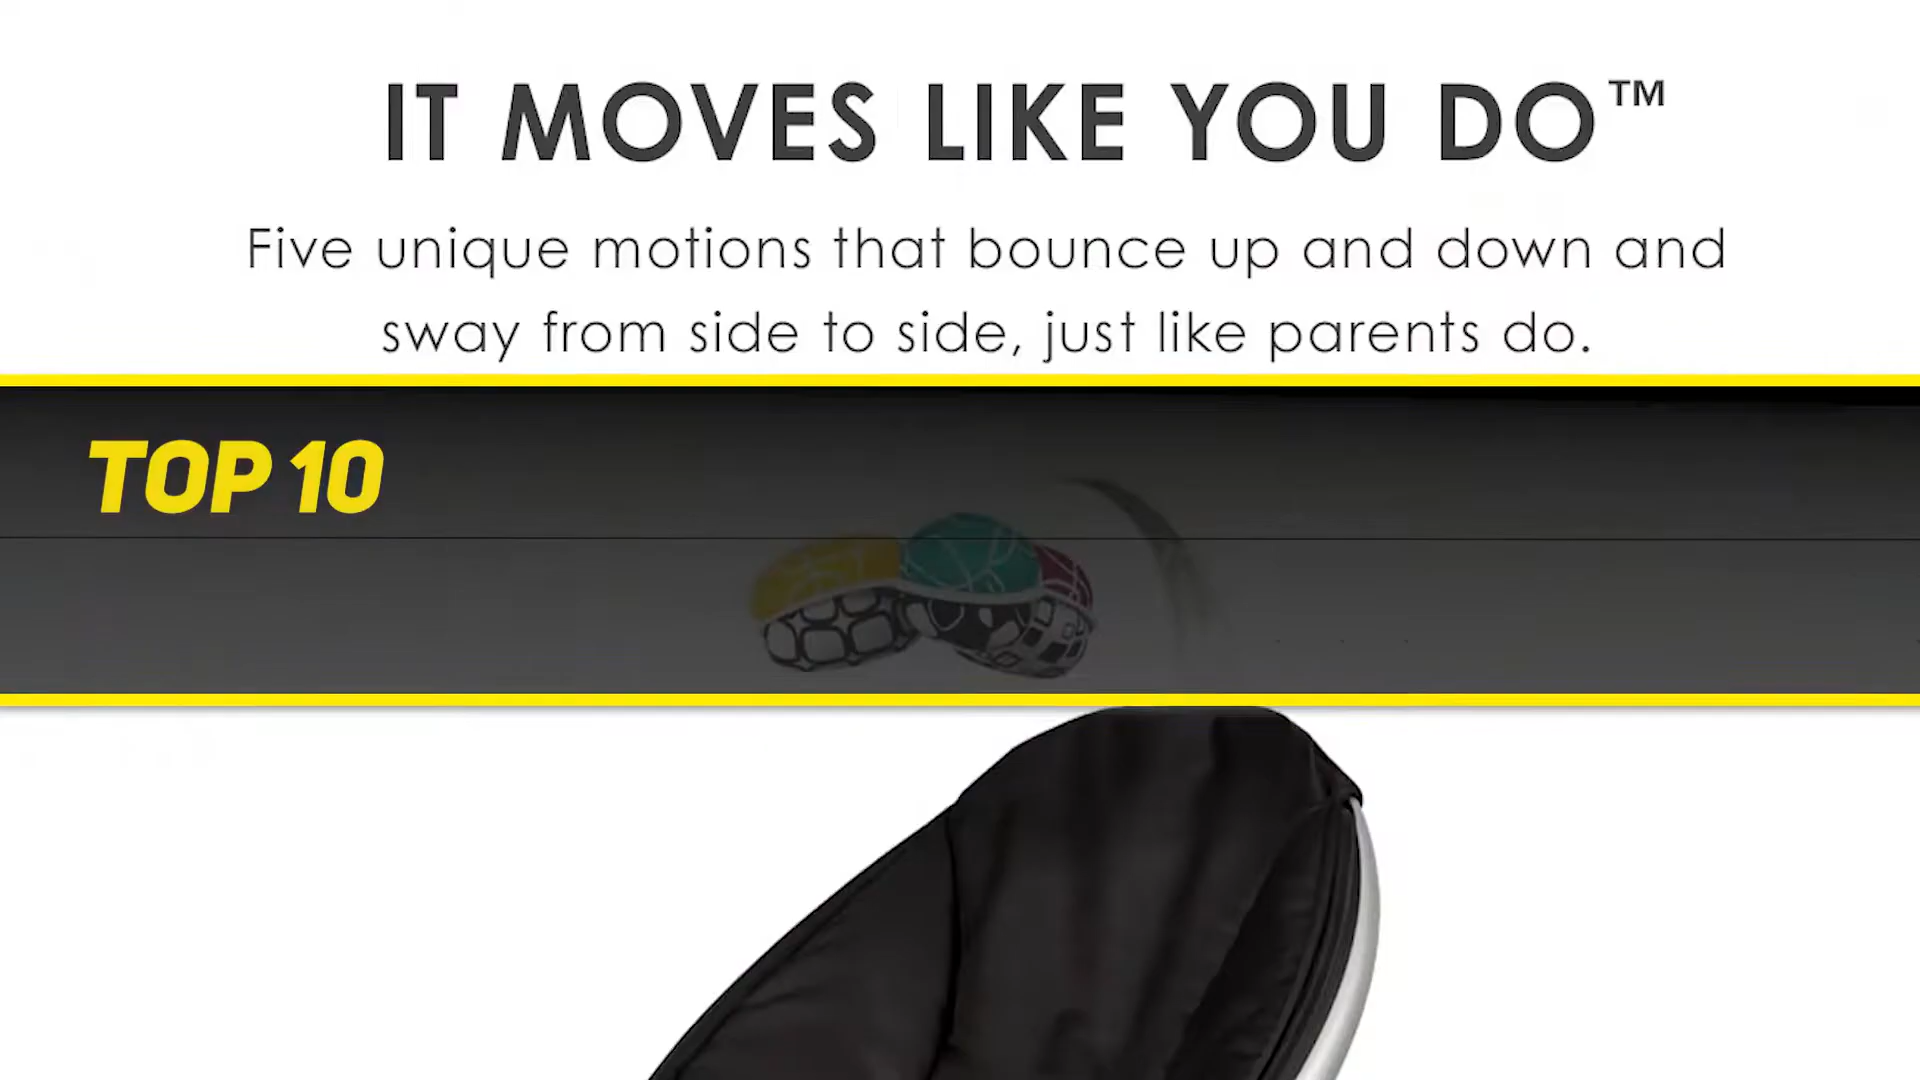 IT MOVES LIKE YOU DO™
Five unique motions that bounce up and down and
sway from side to side, just like parents do.
TOP 10